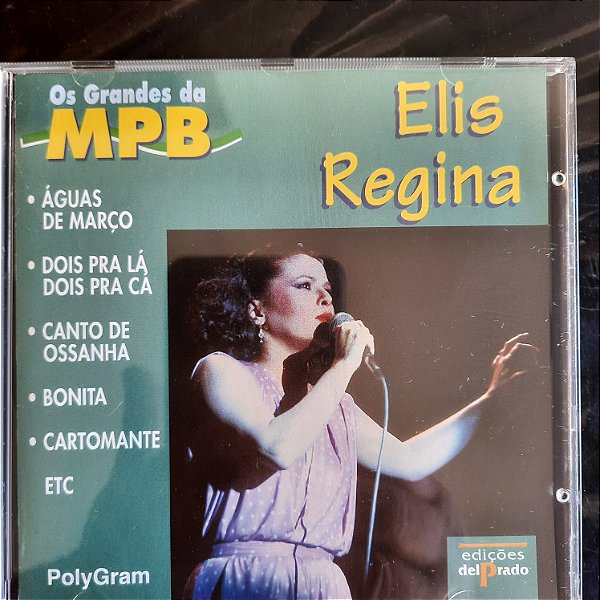 Os Grandes da
MPB
Elis
Regina
• ÁGUAS
DE MARÇO
• DOIS PRA LÁ
DOIS PRA CÁ
• CANTO DE
OSSANHA
• BONITA
• CARTOMANTE
ETC
PolyGram
edições
delPrado